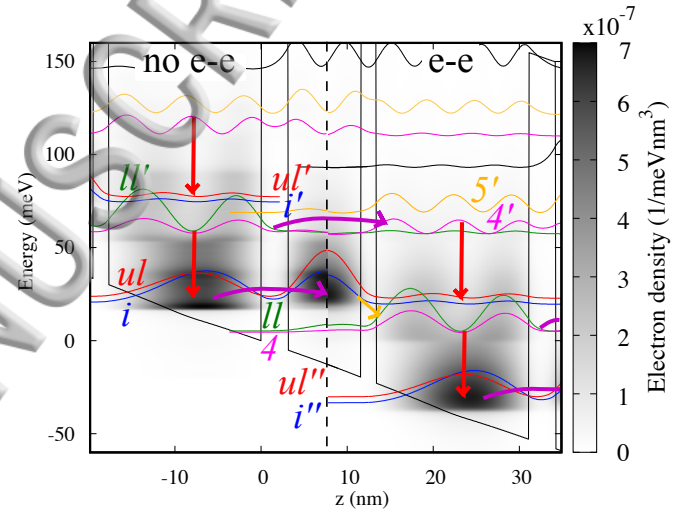 x10⁻⁷
no e-e
e-e
150
100
50
0
-50
Energy (meV)
ll'
ul'
i'
5'
4'
ul
i
ll
4
ul''
i''
-10
0
10
20
30
z (nm)
7
6
5
4
3
2
1
0
Electron density (1/meVnm³)